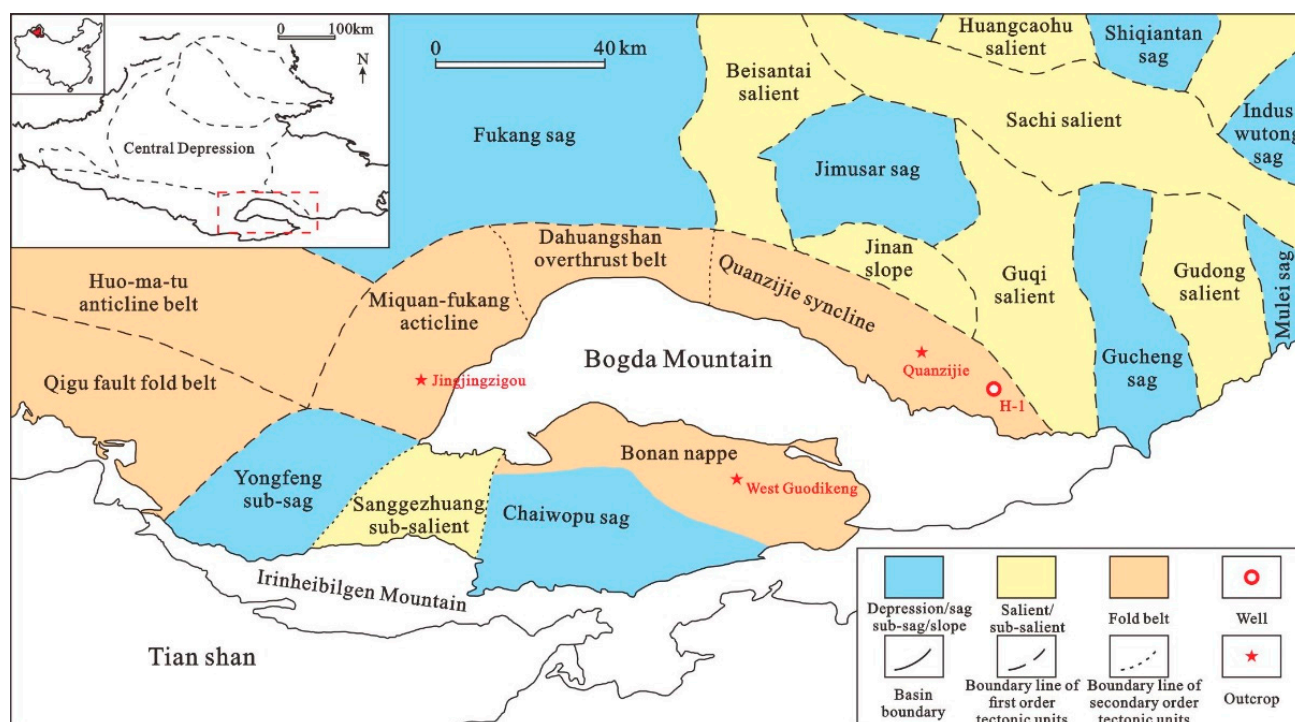 0 100km
N
Central Depression
0 40 km
Fukang sag
Beisantai
salient
Huangcaohu
salient
Shiqiantan
sag
Indus
wutong
sag
Sachi salient
Jimusar sag
Jinan
slope
Guqi
salient
Gudong
salient
Mulei sag
Gucheng
sag
Huo-ma-tu
anticline belt
Miquan-fukang
acticline
Dahuangshan
overthrust belt
Quanzijie syncline
Qigu fault fold belt
Jingjingzigou
Bogda Mountain
Quanzijie
H-1
Yongfeng
sub-sag
Sanggezhuang
sub-salient
Bonan nappe
West Guodikeng
Chaiwopu sag
Irinheibilgen Mountain
Tian shan
Depression/sag
sub-sag/slope
Salient/
sub-salient
Fold belt
Well
Basin
boundary
Boundary line of
first order
tectonic units
Boundary line of
secondary order
tectonic units
Outcrop